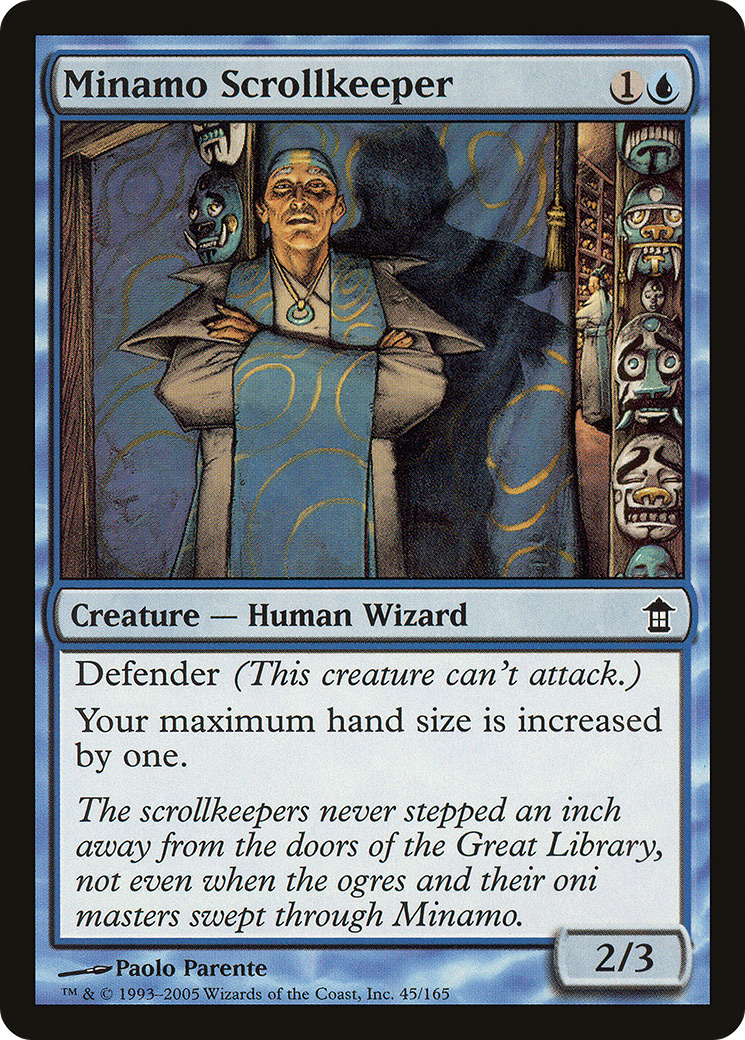 Minamo Scrollkeeper 1
Creature — Human Wizard
Defender (This creature can't attack.)
Your maximum hand size is increased
by one.
The scrollkeepers never stepped an inch
away from the doors of the Great Library,
not even when the ogres and their oni
masters swept through Minamo.
2/3
Paolo Parente
™ & © 1993–2005 Wizards of the Coast, Inc. 45/165